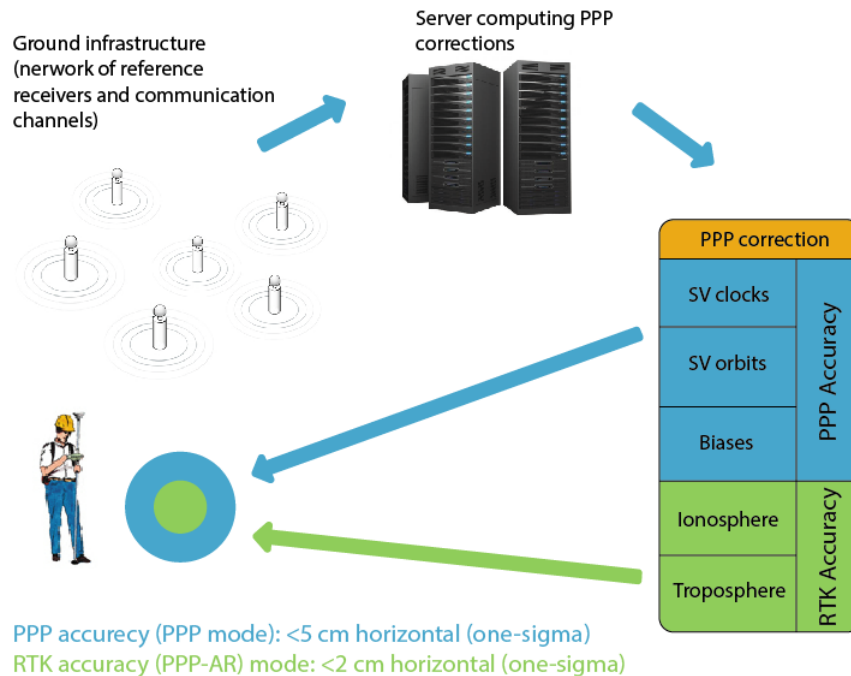 Ground infrastructure
(nerwork of reference
receivers and communication
channels)
Server computing PPP
corrections
PPP correction
SV clocks
SV orbits
Biases
PPP Accuracy
Ionosphere
Troposphere
RTK Accuracy
PPP accurecy (PPP mode): <5 cm horizontal (one-sigma)
RTK accuracy (PPP-AR) mode: <2 cm horizontal (one-sigma)